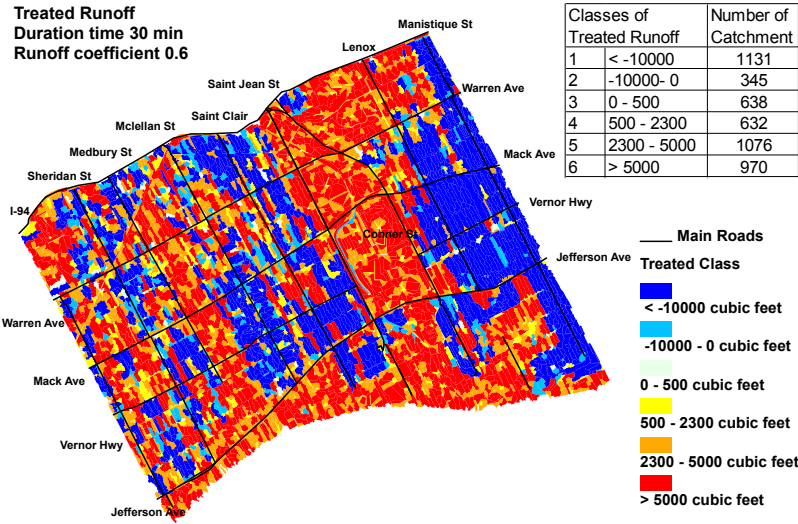 Treated Runoff
Duration time 30 min
Runoff coefficient 0.6
Manistique St
Lenox
Saint Jean St
Warren Ave
Saint Clair
Mclellan St
Medbury St
Mack Ave
Sheridan St
Vernor Hwy
I-94
Conner St
Jefferson Ave
Warren Ave
Mack Ave
Vernor Hwy
Jefferson Ave
Classes of Treated Runoff Number of Catchment
1 < -10000 1131
2 -10000- 0 345
3 0 - 500 638
4 500 - 2300 632
5 2300 - 5000 1076
6 > 5000 970
Main Roads
Treated Class
< -10000 cubic feet
-10000 - 0 cubic feet
0 - 500 cubic feet
500 - 2300 cubic feet
2300 - 5000 cubic feet
> 5000 cubic feet